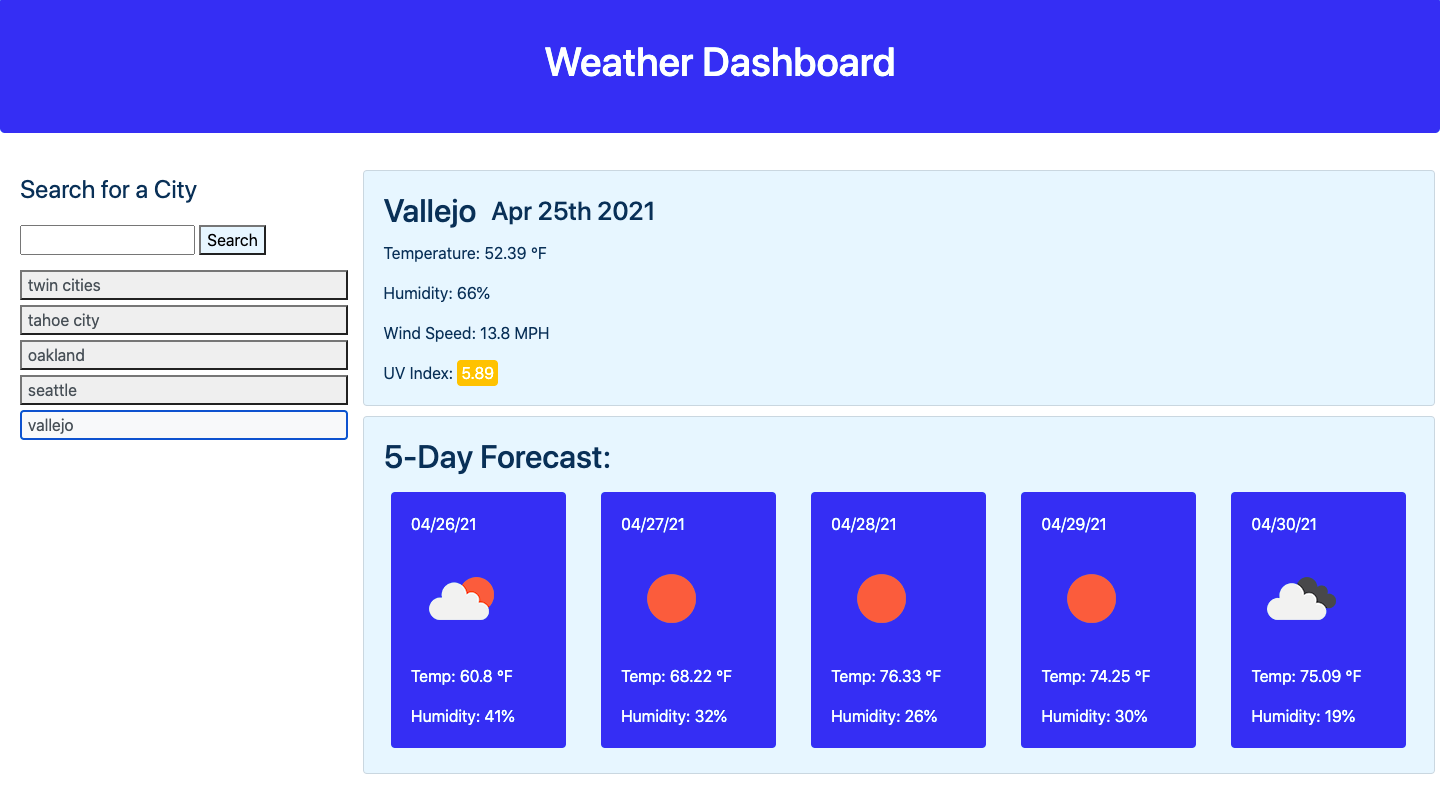 Weather Dashboard
Search for a City
Search
twin cities
tahoe city
oakland
seattle
vallejo
Vallejo Apr 25th 2021
Temperature: 52.39 °F
Humidity: 66%
Wind Speed: 13.8 MPH
UV Index: 5.89
5-Day Forecast:
04/26/21
Temp: 60.8 °F
Humidity: 41%
04/27/21
Temp: 68.22 °F
Humidity: 32%
04/28/21
Temp: 76.33 °F
Humidity: 26%
04/29/21
Temp: 74.25 °F
Humidity: 30%
04/30/21
Temp: 75.09 °F
Humidity: 19%